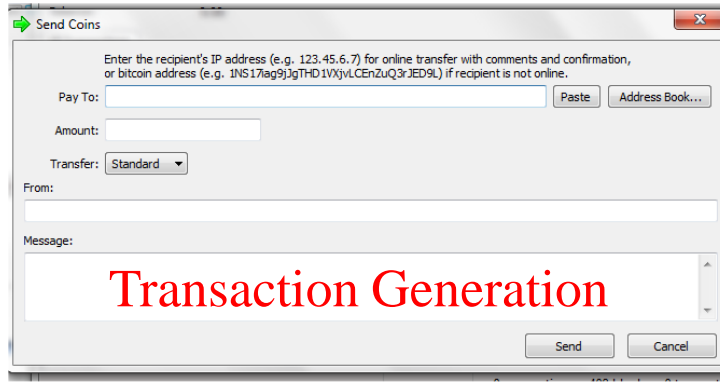 Send Coins
Enter the recipient's IP address (e.g. 123.45.6.7) for online transfer with comments and confirmation,
or bitcoin address (e.g. 1NS17iag9jJgTHD1VXjvLCEnZuQ3rJED9L) if recipient is not online.
Pay To:
Paste
Address Book...
Amount:
Transfer: Standard
From:
Message:
Transaction Generation
Send
Cancel